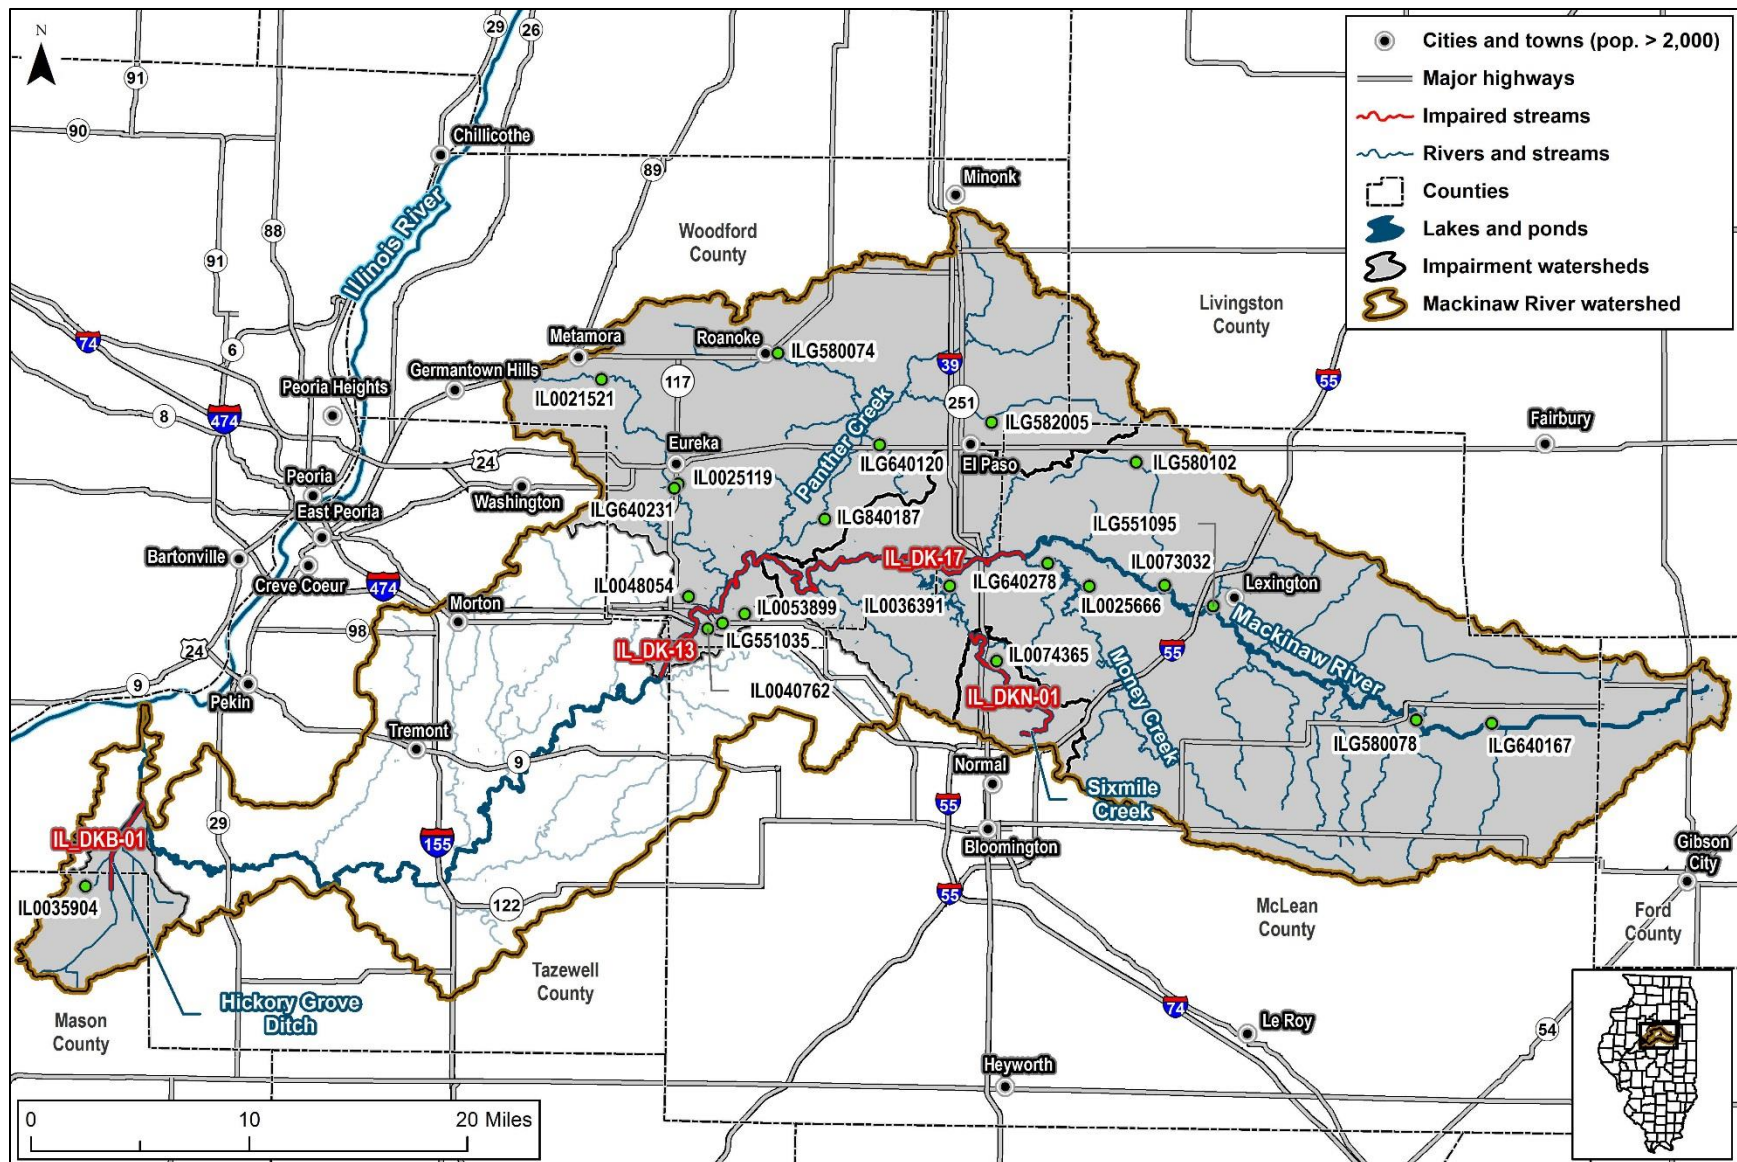 N
29
26
91
90
Chillicothe
89
Minonk
Illinois River
Woodford
County
88
91
74
6
Livingston
County
Cities and towns (pop. > 2,000)
Major highways
Impaired streams
Rivers and streams
Counties
Lakes and ponds
Impairment watersheds
Mackinaw River watershed
Metamora
Roanoke
ILG580074
Germantown Hills
Peoria Heights
IL0021521
117
39
251
55
8
474
ILG582005
Fairbury
Eureka
Panther Creek
ILG640120
El Paso
ILG580102
24
Peoria
Washington
IL0025119
ILG640231
East Peoria
ILG840187
ILG551095
Bartonville
IL_DK-17
IL0073032
Creve Coeur
474
IL0048054
ILG640278
Lexington
IL0036391
IL0025666
Morton
IL0053899
98
ILG551035
Mackinaw River
24
IL_DK-13
IL0074365
55
9
IL0040762
IL_DKN-01
Money Creek
Pekin
Tremont
ILG580078
ILG640167
9
Normal
Sixmile
Creek
55
29
IL_DKB-01
155
Bloomington
Gibson
City
IL0035904
122
55
McLean
County
Ford
County
Tazewell
County
Hickory Grove
Ditch
Mason
County
74
Le Roy
54
Heyworth
0 10 20 Miles